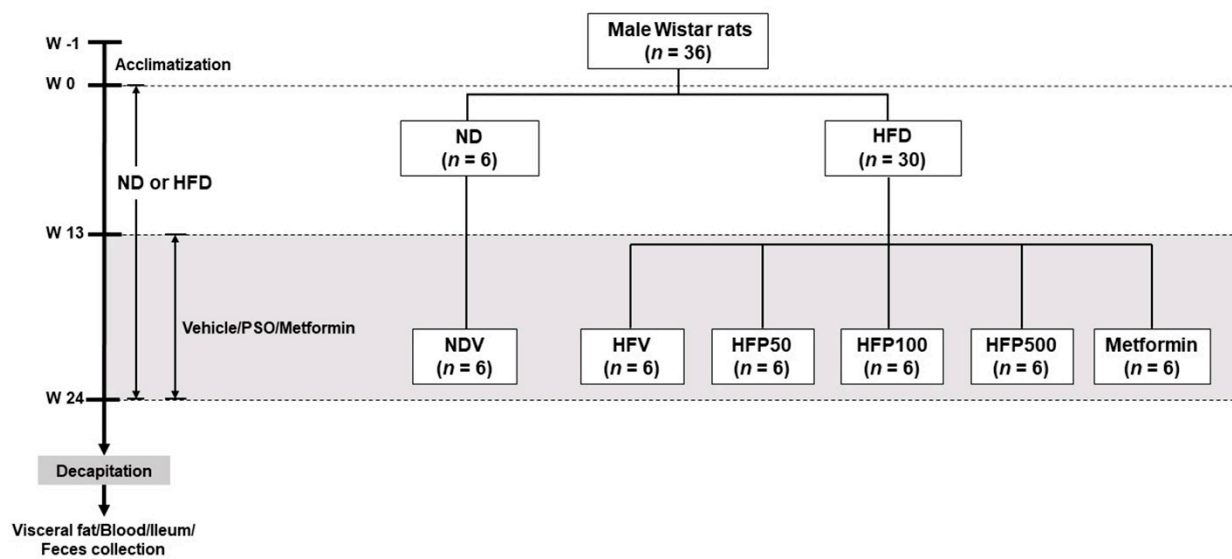 Male Wistar rats
(n = 36)
W -1
Acclimatization
W 0
ND
(n = 6)
HFD
(n = 30)
ND or HFD
W 13
Vehicle/PSO/Metformin
NDV
(n = 6)
HFV
(n = 6)
HFP50
(n = 6)
HFP100
(n = 6)
HFP500
(n = 6)
Metformin
(n = 6)
W 24
Decapitation
Visceral fat/Blood/Ileum/
Feces collection